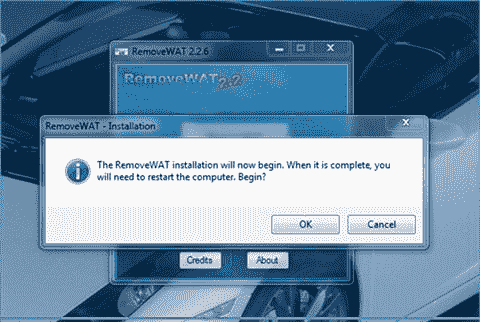 RemoveWAT 2.2.6
RemoveWAT 2.2
RemoveWAT - Installation
The RemoveWAT installation will now begin. When it is complete, you
will need to restart the computer. Begin?
OK
Cancel
Credits
About